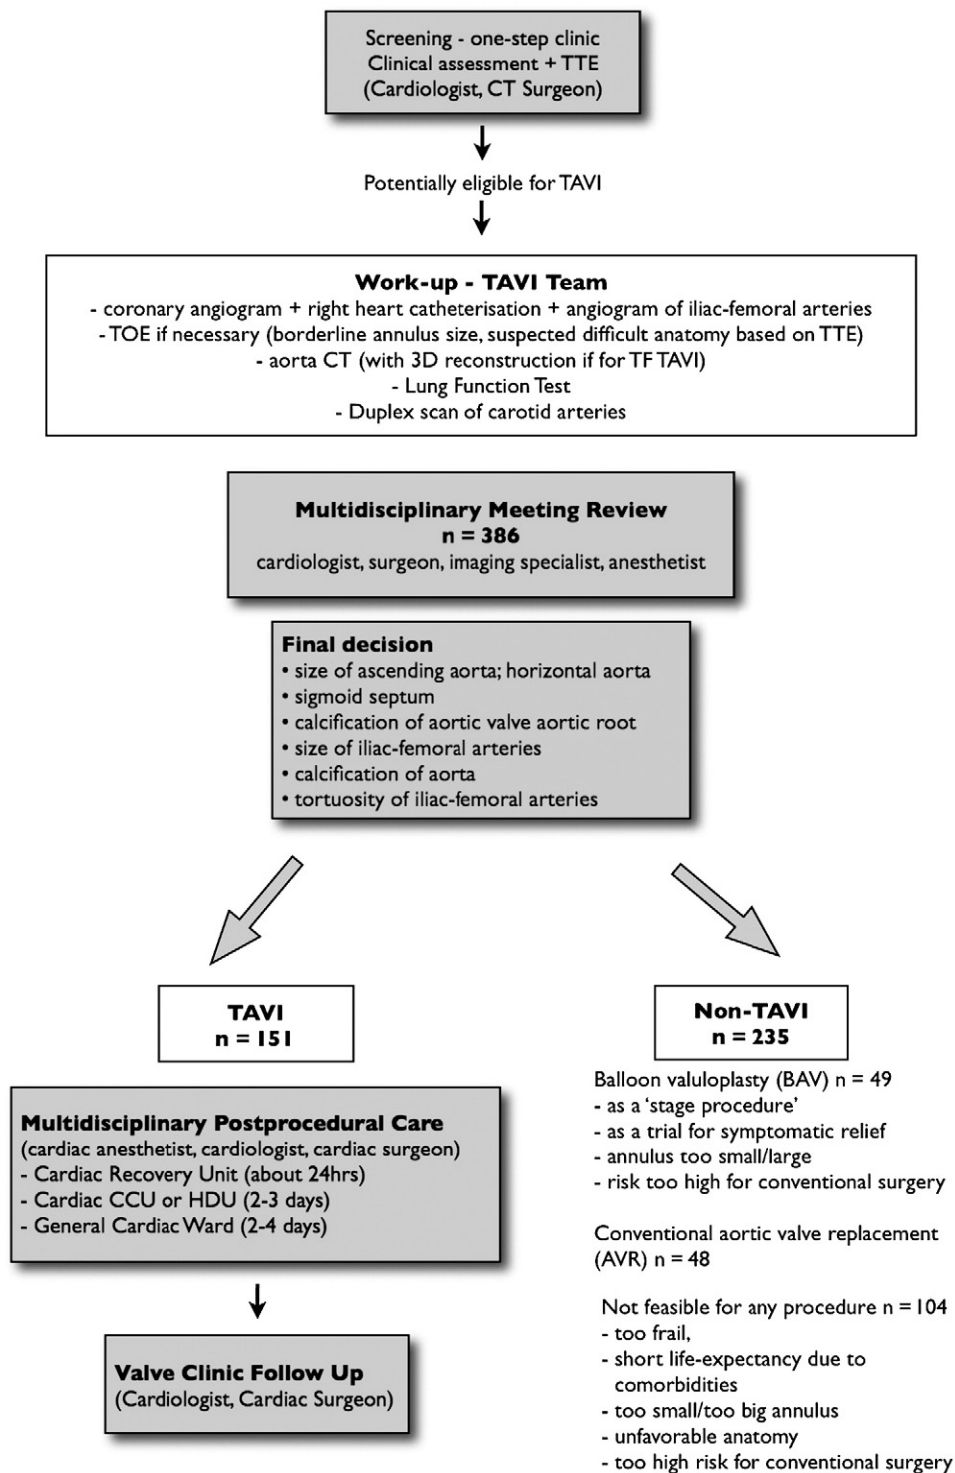 Screening - one-step clinic
Clinical assessment + TTE
(Cardiologist, CT Surgeon)
Potentially eligible for TAVI
Work-up - TAVI Team
- coronary angiogram + right heart catheterisation + angiogram of iliac-femoral arteries
- TOE if necessary (borderline annulus size, suspected difficult anatomy based on TTE)
- aorta CT (with 3D reconstruction if for TF TAVI)
- Lung Function Test
- Duplex scan of carotid arteries
Multidisciplinary Meeting Review
n = 386
cardiologist, surgeon, imaging specialist, anesthetist
Final decision
• size of ascending aorta; horizontal aorta
• sigmoid septum
• calcification of aortic valve aortic root
• size of iliac-femoral arteries
• calcification of aorta
• tortuosity of iliac-femoral arteries
TAVI
n = 151
Multidisciplinary Postprocedural Care
(cardiac anesthetist, cardiologist, cardiac surgeon)
- Cardiac Recovery Unit (about 24hrs)
- Cardiac CCU or HDU (2-3 days)
- General Cardiac Ward (2-4 days)
Valve Clinic Follow Up
(Cardiologist, Cardiac Surgeon)
Non-TAVI
n = 235
Balloon valuloplasty (BAV) n = 49
- as a ‘stage procedure’
- as a trial for symptomatic relief
- annulus too small/large
- risk too high for conventional surgery
Conventional aortic valve replacement
(AVR) n = 48
Not feasible for any procedure n = 104
- too frail,
- short life-expectancy due to
comorbidities
- too small/too big annulus
- unfavorable anatomy
- too high risk for conventional surgery